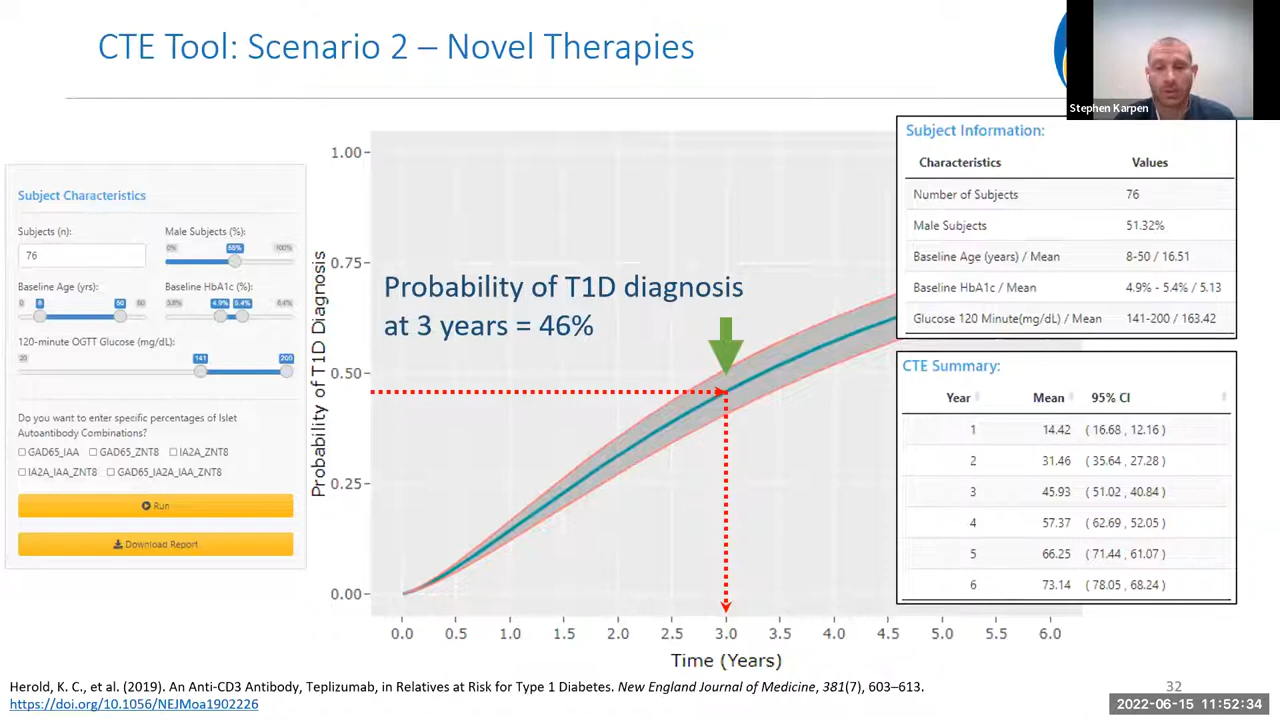 CTE Tool: Scenario 2 – Novel Therapies
Stephen Karpen
Subject Characteristics
Subjects (n):
Male Subjects (%):
76
0%
55%
100%
Baseline Age (yrs):
Baseline HbA1c (%):
0
8
50
60
3.8%
4.9%
5.4%
6.4%
120-minute OGTT Glucose (mg/dL):
20
141
200
Do you want to enter specific percentages of Islet
Autoantibody Combinations?
GAD65_IAA
GAD65_ZNT8
IA2A_ZNT8
IA2A_IAA_ZNT8
GAD65_IA2A_IAA_ZNT8
Run
Download Report
Probability of T1D Diagnosis
1.00
0.75
0.50
0.25
0.00
Probability of T1D diagnosis
at 3 years = 46%
0.0 0.5 1.0 1.5 2.0 2.5 3.0 3.5 4.0 4.5 5.0 5.5 6.0
Time (Years)
Subject Information:
Characteristics Values
Number of Subjects 76
Male Subjects 51.32%
Baseline Age (years) / Mean 8-50 / 16.51
Baseline HbA1c / Mean 4.9% - 5.4% / 5.13
Glucose 120 Minute(mg/dL) / Mean 141-200 / 163.42
CTE Summary:
Year Mean 95% CI
1 14.42 ( 16.68 , 12.16 )
2 31.46 ( 35.64 , 27.28 )
3 45.93 ( 51.02 , 40.84 )
4 57.37 ( 62.69 , 52.05 )
5 66.25 ( 71.44 , 61.07 )
6 73.14 ( 78.05 , 68.24 )
Herold, K. C., et al. (2019). An Anti-CD3 Antibody, Teplizumab, in Relatives at Risk for Type 1 Diabetes. New England Journal of Medicine, 381(7), 603–613.
https://doi.org/10.1056/NEJMoa1902226
32
2022-06-15 11:52:34